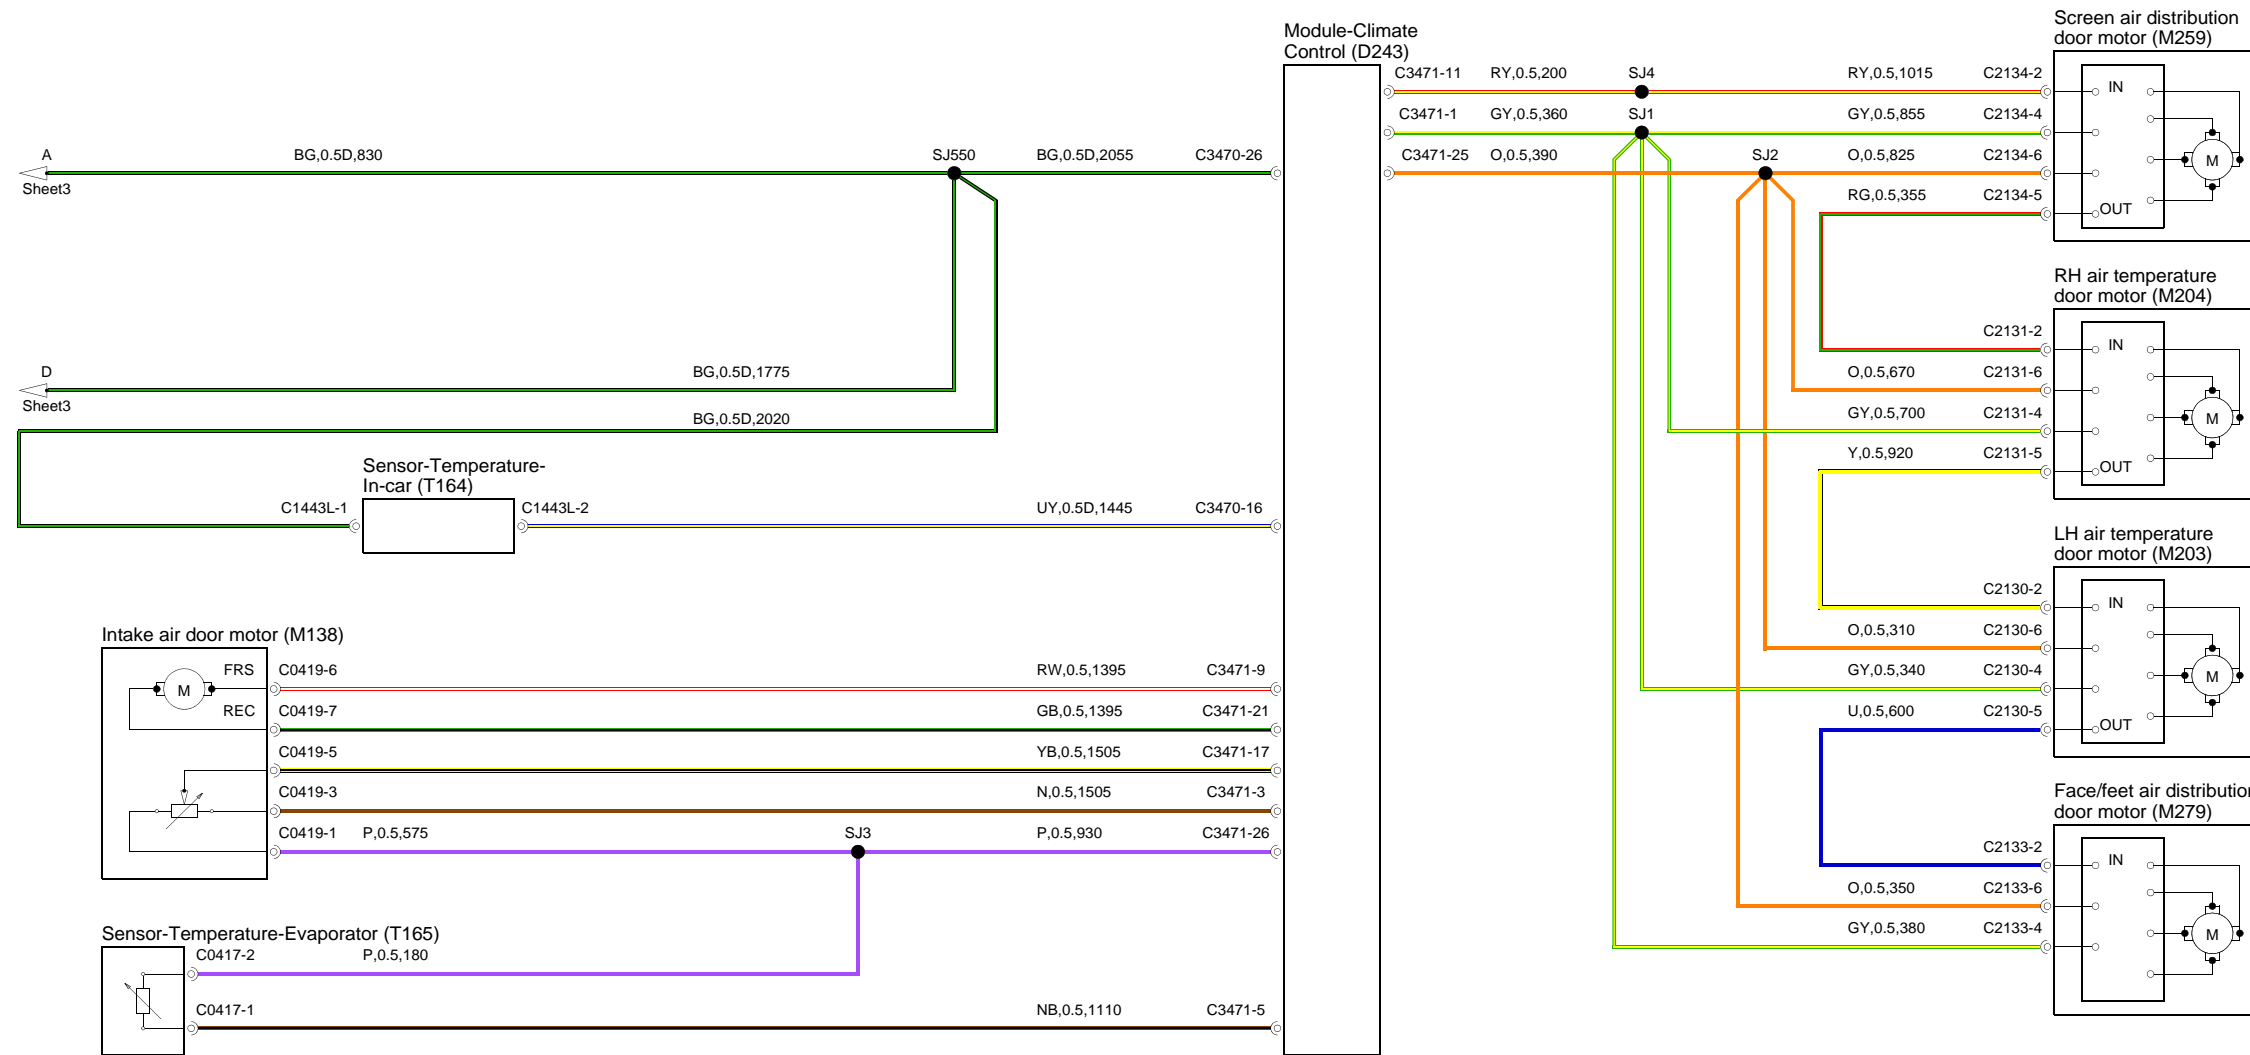 Module-Climate
Control (D243)
A
Sheet3
BG,0.5D,830
SJ550
BG,0.5D,2055
C3470-26
D
Sheet3
BG,0.5D,1775
BG,0.5D,2020
Sensor-Temperature-
In-car (T164)
C1443L-1
C1443L-2
UY,0.5D,1445
C3470-16
Intake air door motor (M138)
M
FRS
C0419-6
RW,0.5,1395
C3471-9
REC
C0419-7
GB,0.5,1395
C3471-21
C0419-5
YB,0.5,1505
C3471-17
C0419-3
N,0.5,1505
C3471-3
C0419-1
P,0.5,575
SJ3
P,0.5,930
C3471-26
Sensor-Temperature-Evaporator (T165)
C0417-2
P,0.5,180
C0417-1
NB,0.5,1110
C3471-5
C3471-11
RY,0.5,200
SJ4
RY,0.5,1015
C2134-2
C3471-1
GY,0.5,360
SJ1
GY,0.5,855
C2134-4
C3471-25
O,0.5,390
SJ2
O,0.5,825
C2134-6
RG,0.5,355
C2134-5
Screen air distribution
door motor (M259)
IN
M
OUT
RH air temperature
door motor (M204)
C2131-2
IN
O,0.5,670
C2131-6
GY,0.5,700
C2131-4
M
Y,0.5,920
C2131-5
OUT
LH air temperature
door motor (M203)
C2130-2
IN
O,0.5,310
C2130-6
GY,0.5,340
C2130-4
M
U,0.5,600
C2130-5
OUT
Face/feet air distribution
door motor (M279)
C2133-2
IN
O,0.5,350
C2133-6
GY,0.5,380
C2133-4
M